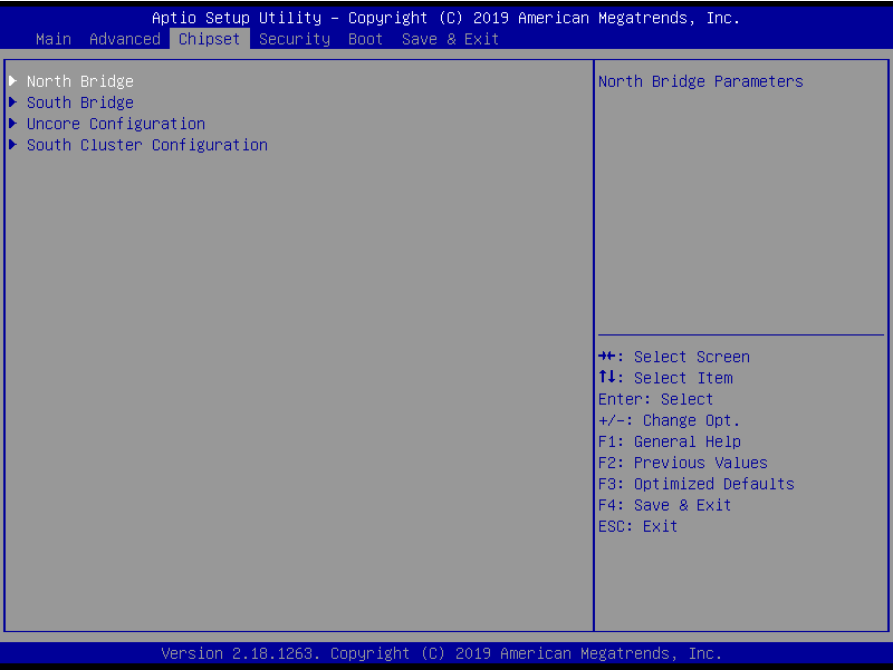 Aptio Setup Utility – Copyright (C) 2019 American Megatrends, Inc.
Main Advanced Chipset Security Boot Save & Exit
North Bridge
South Bridge
Uncore Configuration
South Cluster Configuration
North Bridge Parameters
→←: Select Screen
↑↓: Select Item
Enter: Select
+/-: Change Opt.
F1: General Help
F2: Previous Values
F3: Optimized Defaults
F4: Save & Exit
ESC: Exit
Version 2.18.1263. Copyright (C) 2019 American Megatrends, Inc.